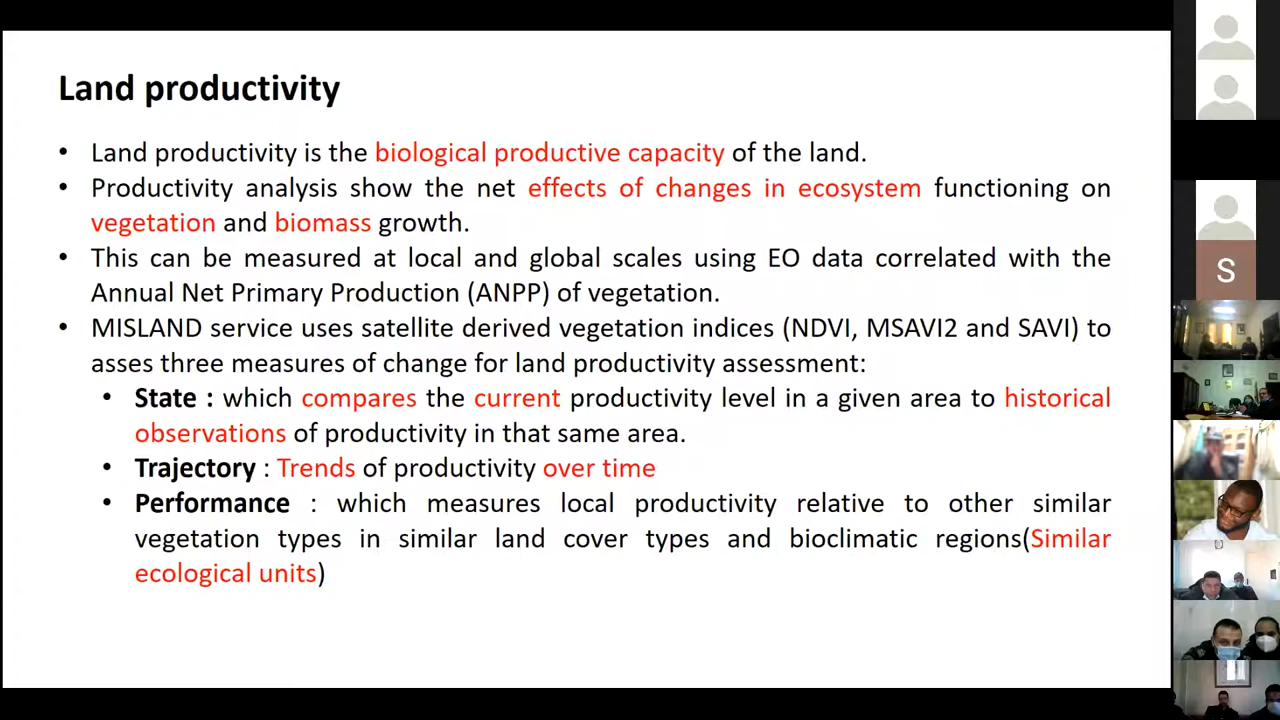 Land productivity
• Land productivity is the biological productive capacity of the land.
• Productivity analysis show the net effects of changes in ecosystem functioning on
vegetation and biomass growth.
• This can be measured at local and global scales using EO data correlated with the
Annual Net Primary Production (ANPP) of vegetation.
• MISLAND service uses satellite derived vegetation indices (NDVI, MSAVI2 and SAVI) to
asses three measures of change for land productivity assessment:
• State : which compares the current productivity level in a given area to historical
observations of productivity in that same area.
• Trajectory : Trends of productivity over time
• Performance : which measures local productivity relative to other similar
vegetation types in similar land cover types and bioclimatic regions(Similar
ecological units)
S